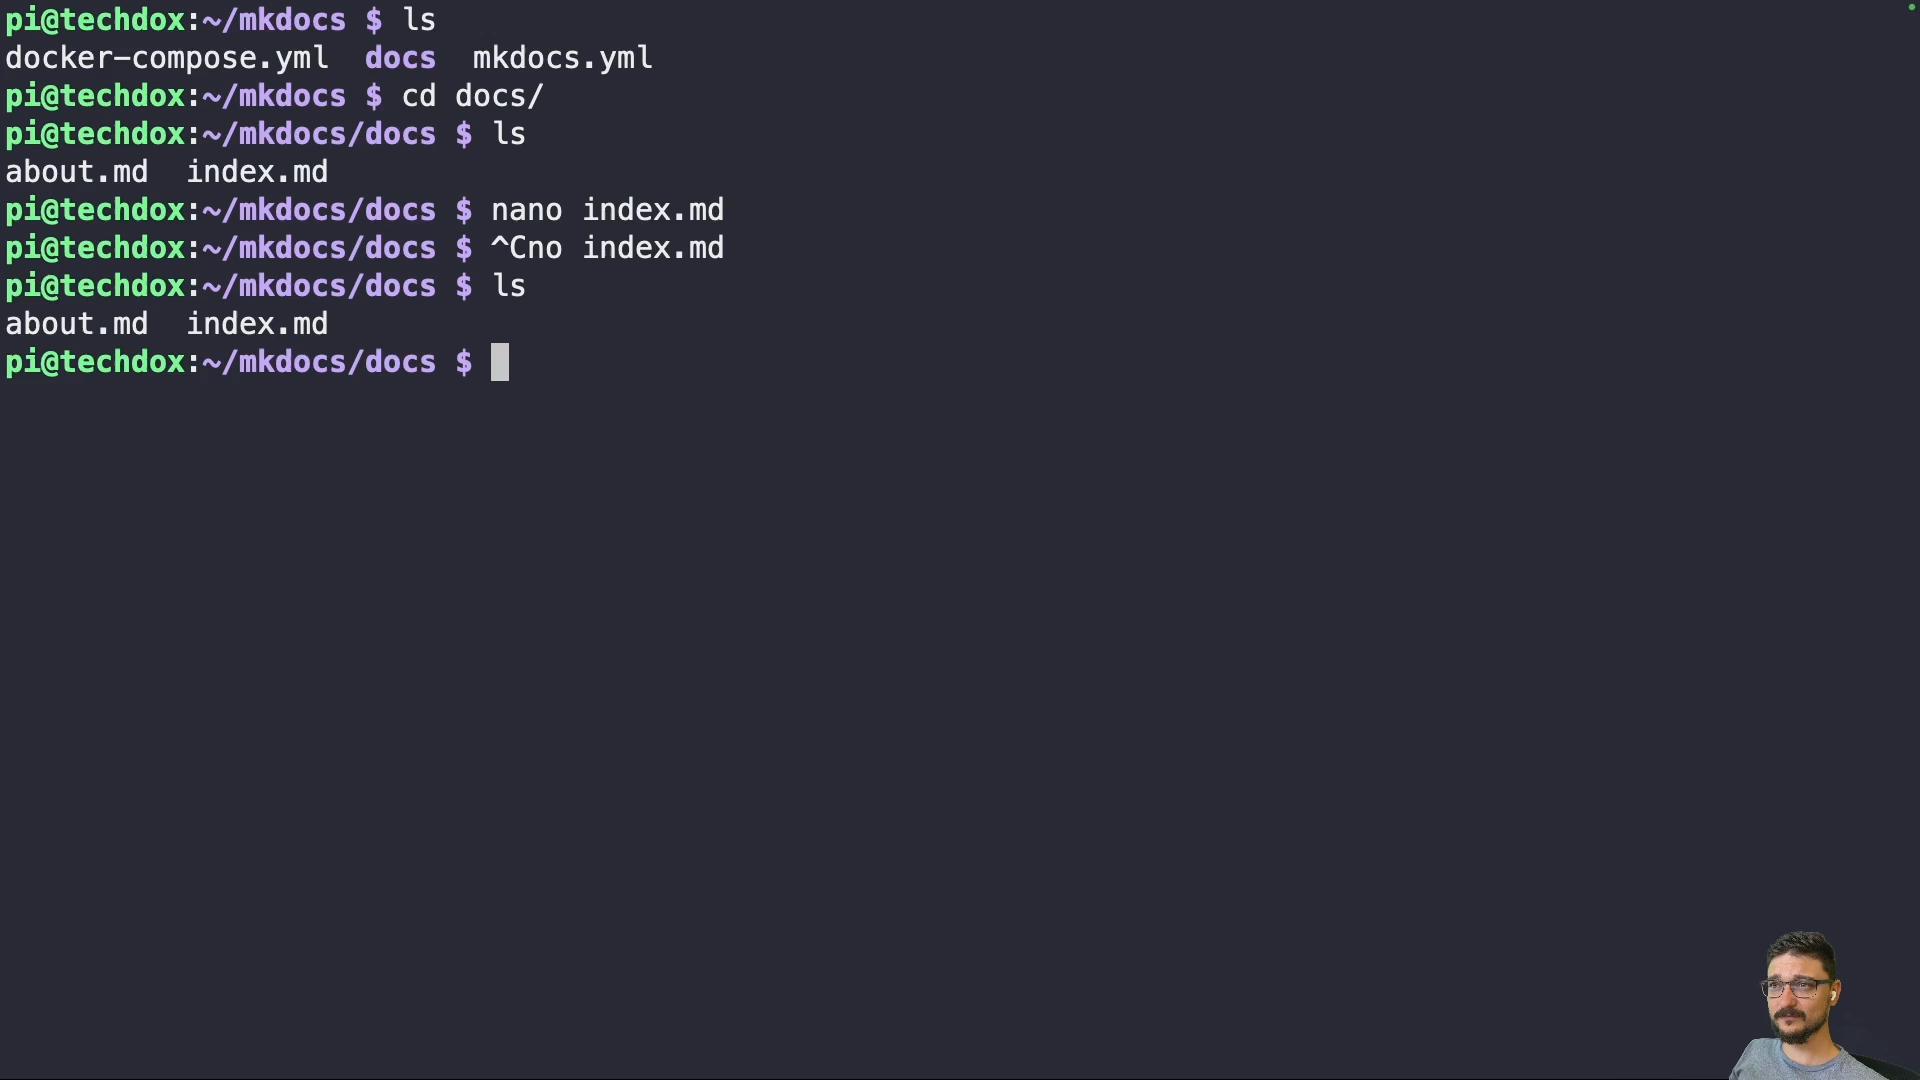 pi@techdox:~/mkdocs $ ls
docker-compose.yml  docs  mkdocs.yml
pi@techdox:~/mkdocs $ cd docs/
pi@techdox:~/mkdocs/docs $ ls
about.md  index.md
pi@techdox:~/mkdocs/docs $ nano index.md
pi@techdox:~/mkdocs/docs $ ^Cno index.md
pi@techdox:~/mkdocs/docs $ ls
about.md  index.md
pi@techdox:~/mkdocs/docs $